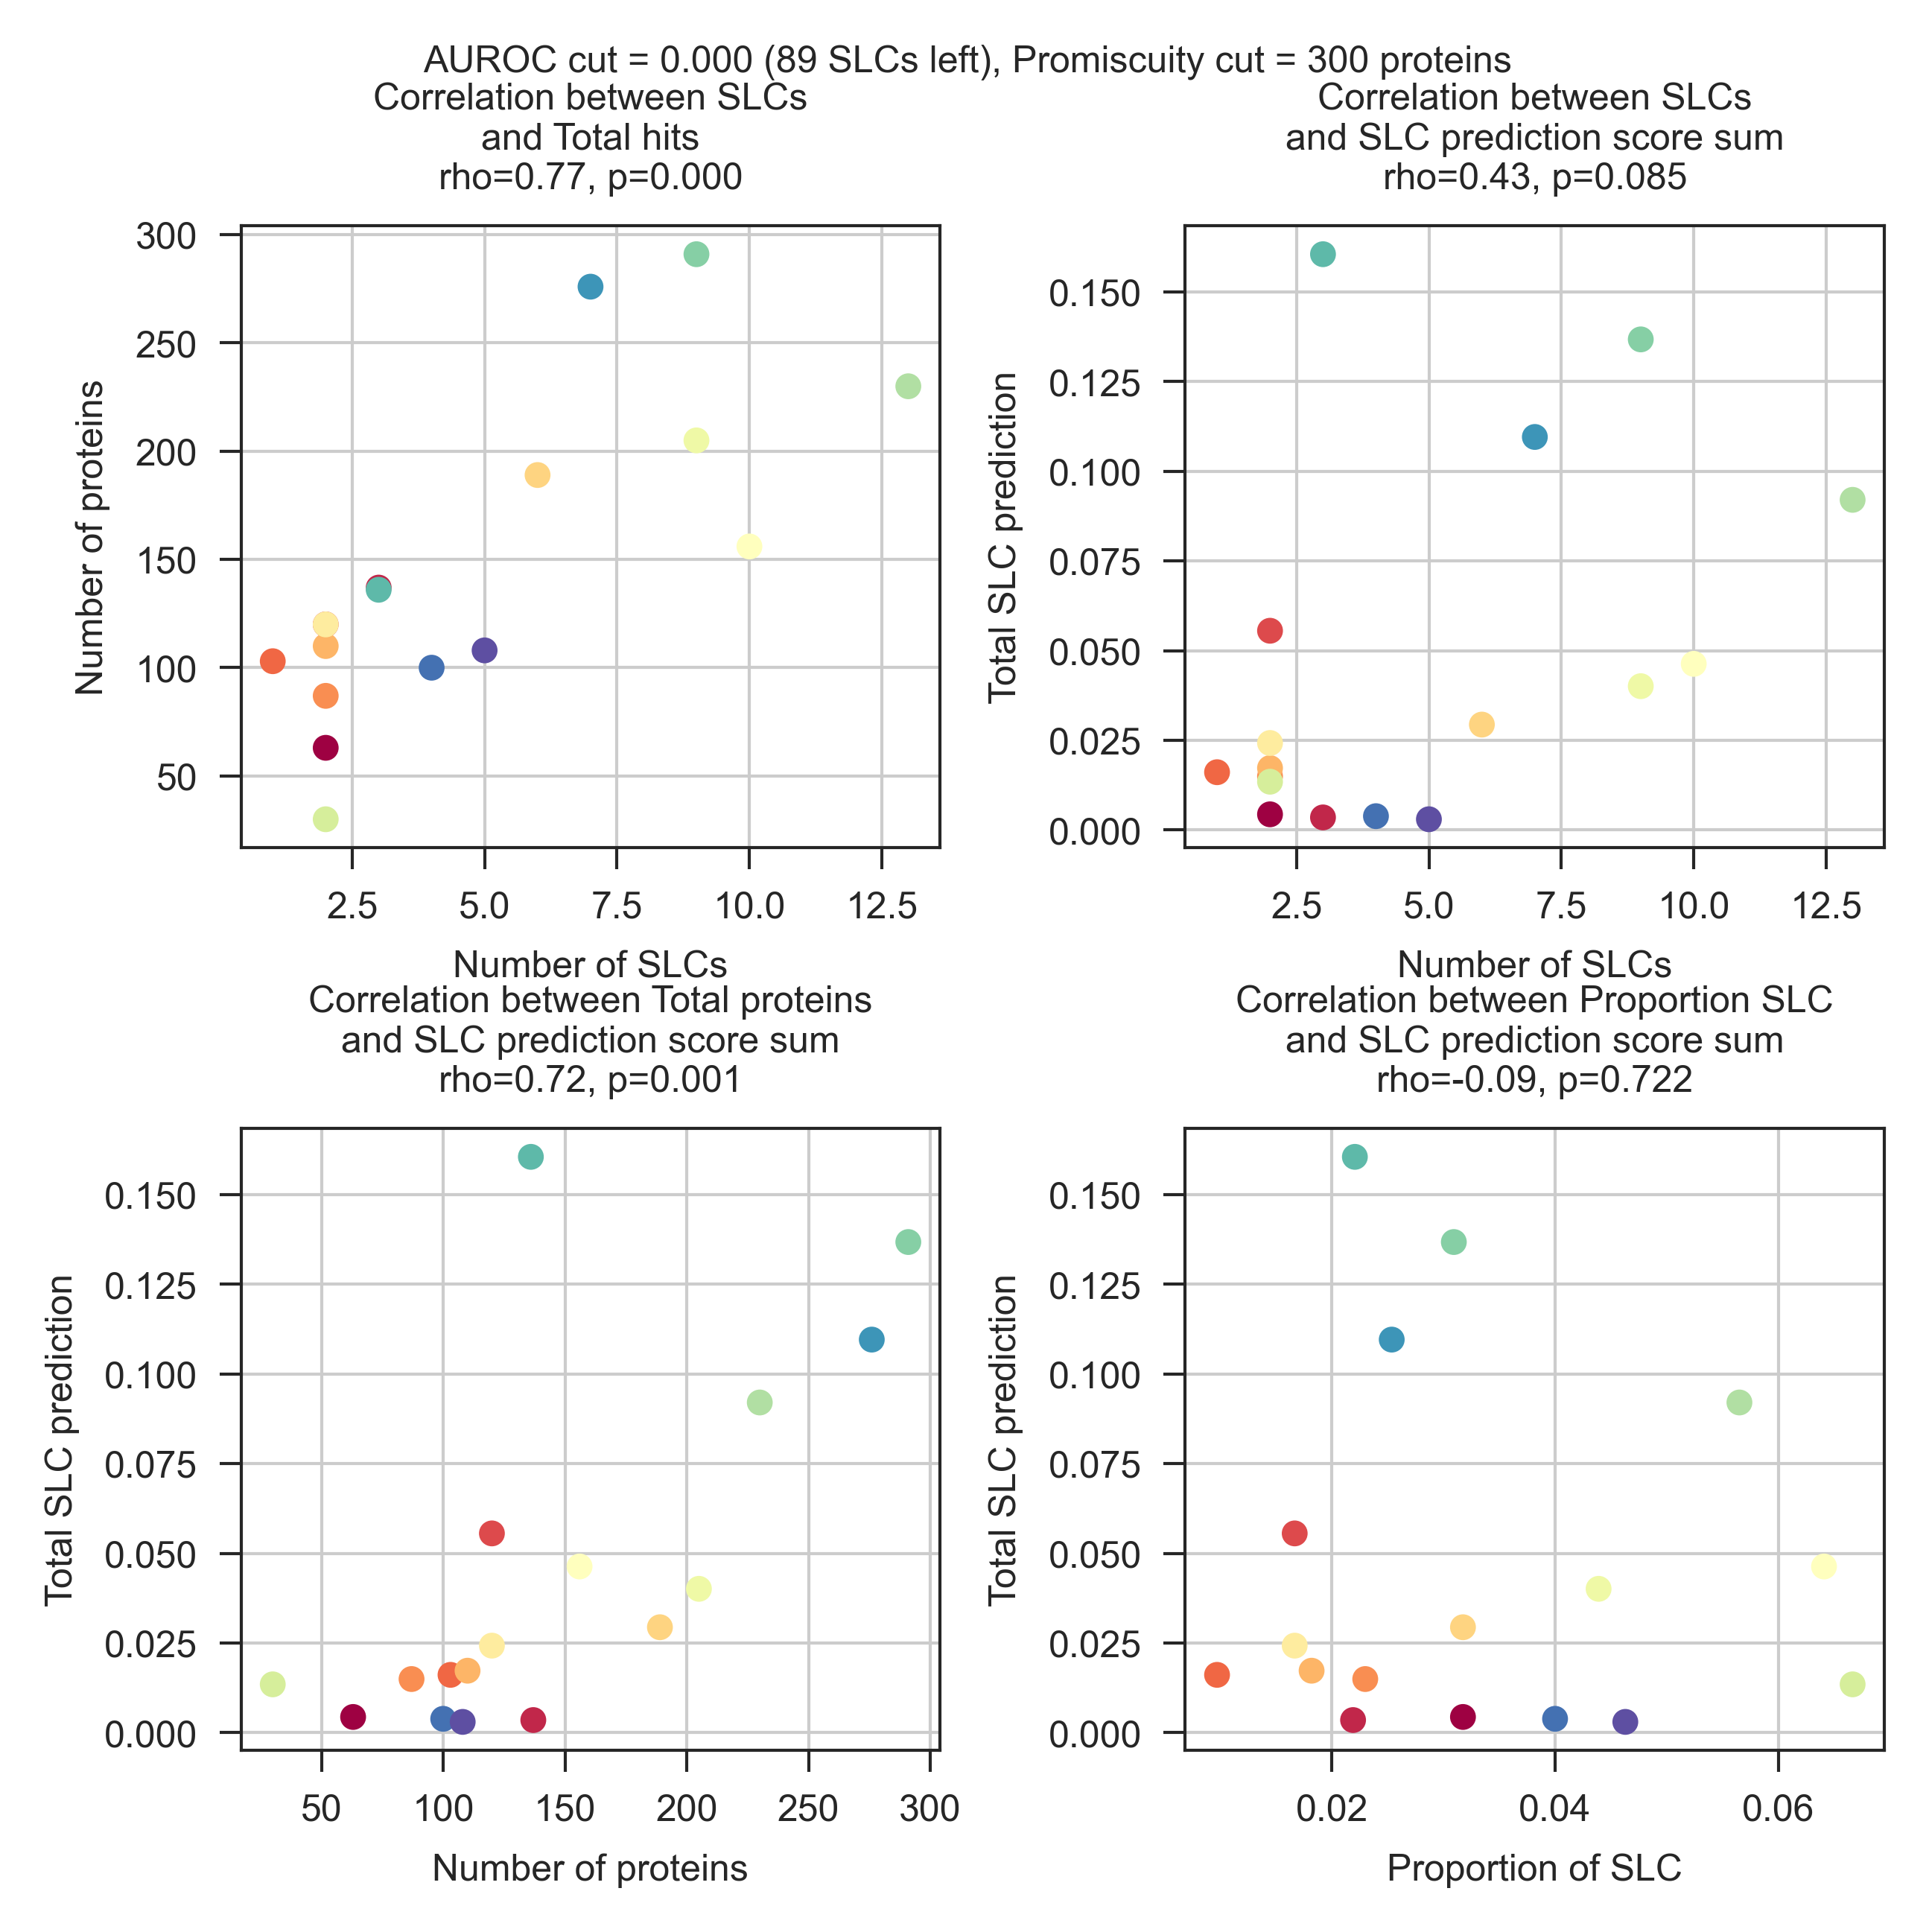 AUROC cut = 0.000 (89 SLCs left), Promiscuity cut = 300 proteins
Correlation between SLCs
and Total hits
rho=0.77, p=0.000
300
250
200
150
100
50
Number of proteins
2.5 5.0 7.5 10.0 12.5
Number of SLCs
Correlation between SLCs
and SLC prediction score sum
rho=0.43, p=0.085
0.150
0.125
0.100
0.075
0.050
0.025
0.000
Total SLC prediction
2.5 5.0 7.5 10.0 12.5
Number of SLCs
Correlation between Total proteins
and SLC prediction score sum
rho=0.72, p=0.001
0.150
0.125
0.100
0.075
0.050
0.025
0.000
Total SLC prediction
50 100 150 200 250 300
Number of proteins
Correlation between Proportion SLC
and SLC prediction score sum
rho=-0.09, p=0.722
0.150
0.125
0.100
0.075
0.050
0.025
0.000
Total SLC prediction
0.02 0.04 0.06
Proportion of SLC